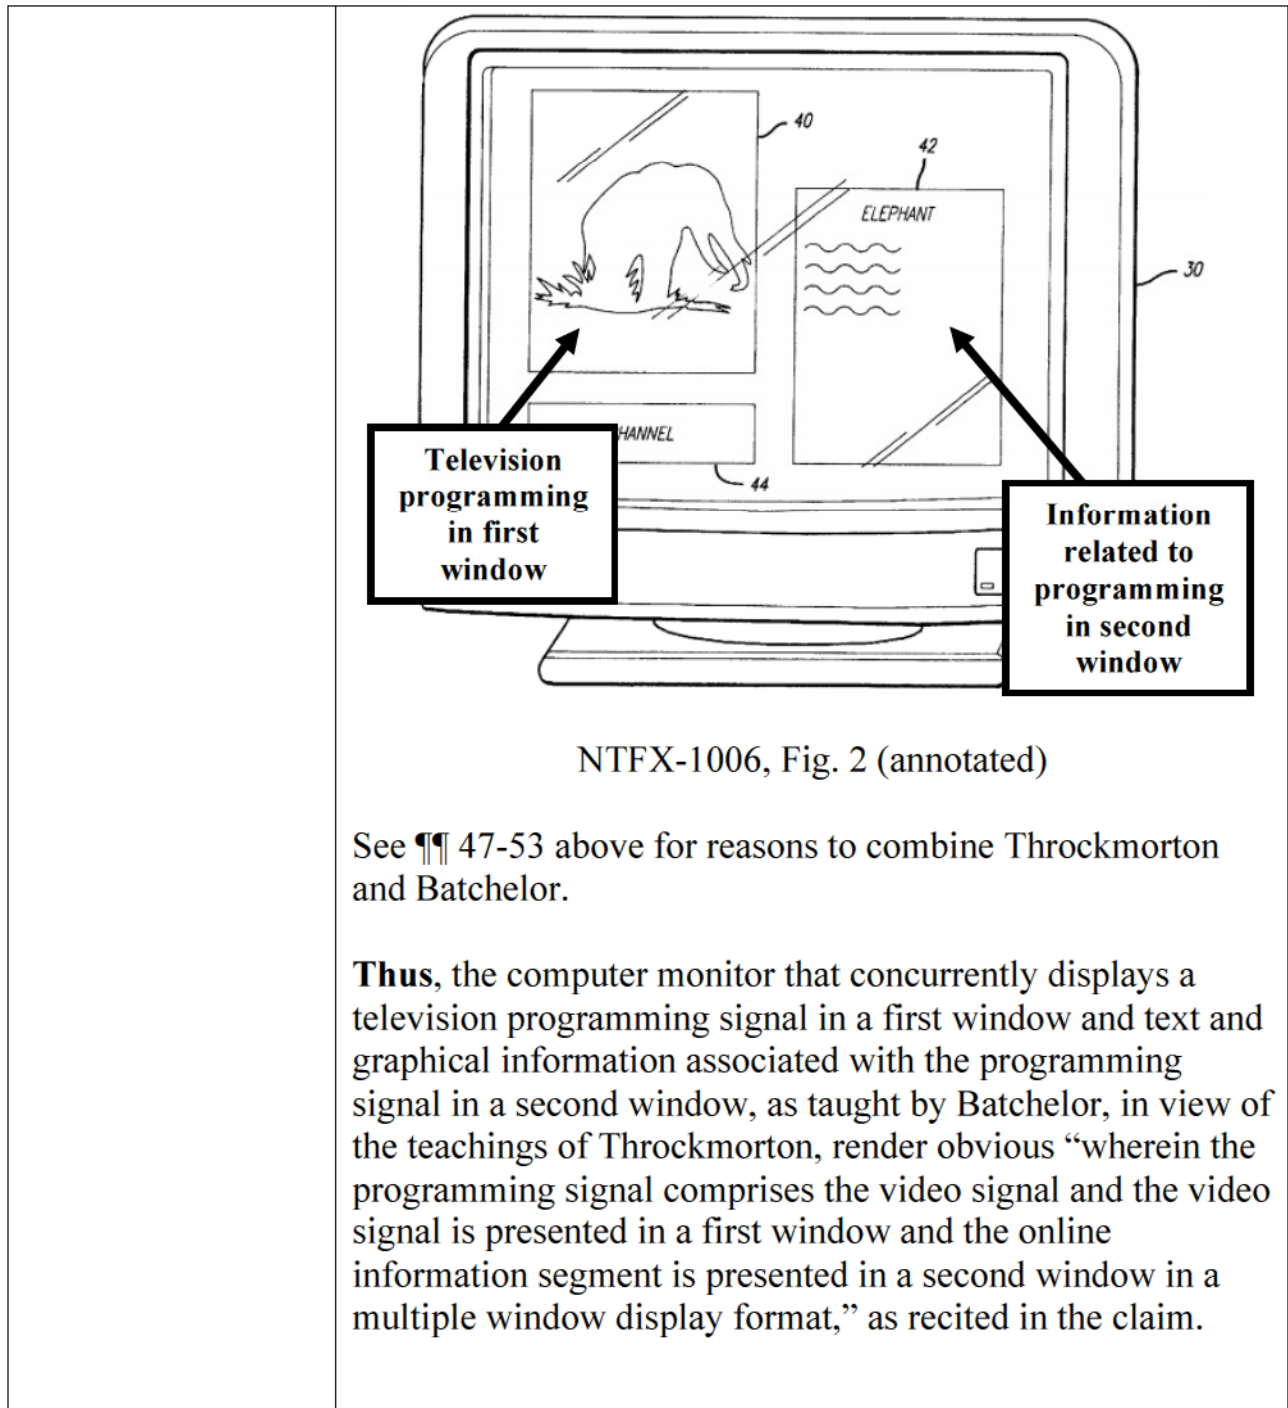 40
42
ELEPHANT
30
HANNEL
44
Television
programming
in first
window
Information
related to
programming
in second
window
NTFX-1006, Fig. 2 (annotated)
See ¶¶ 47-53 above for reasons to combine Throckmorton
and Batchelor.
Thus, the computer monitor that concurrently displays a
television programming signal in a first window and text and
graphical information associated with the programming
signal in a second window, as taught by Batchelor, in view of
the teachings of Throckmorton, render obvious “wherein the
programming signal comprises the video signal and the video
signal is presented in a first window and the online
information segment is presented in a second window in a
multiple window display format,” as recited in the claim.